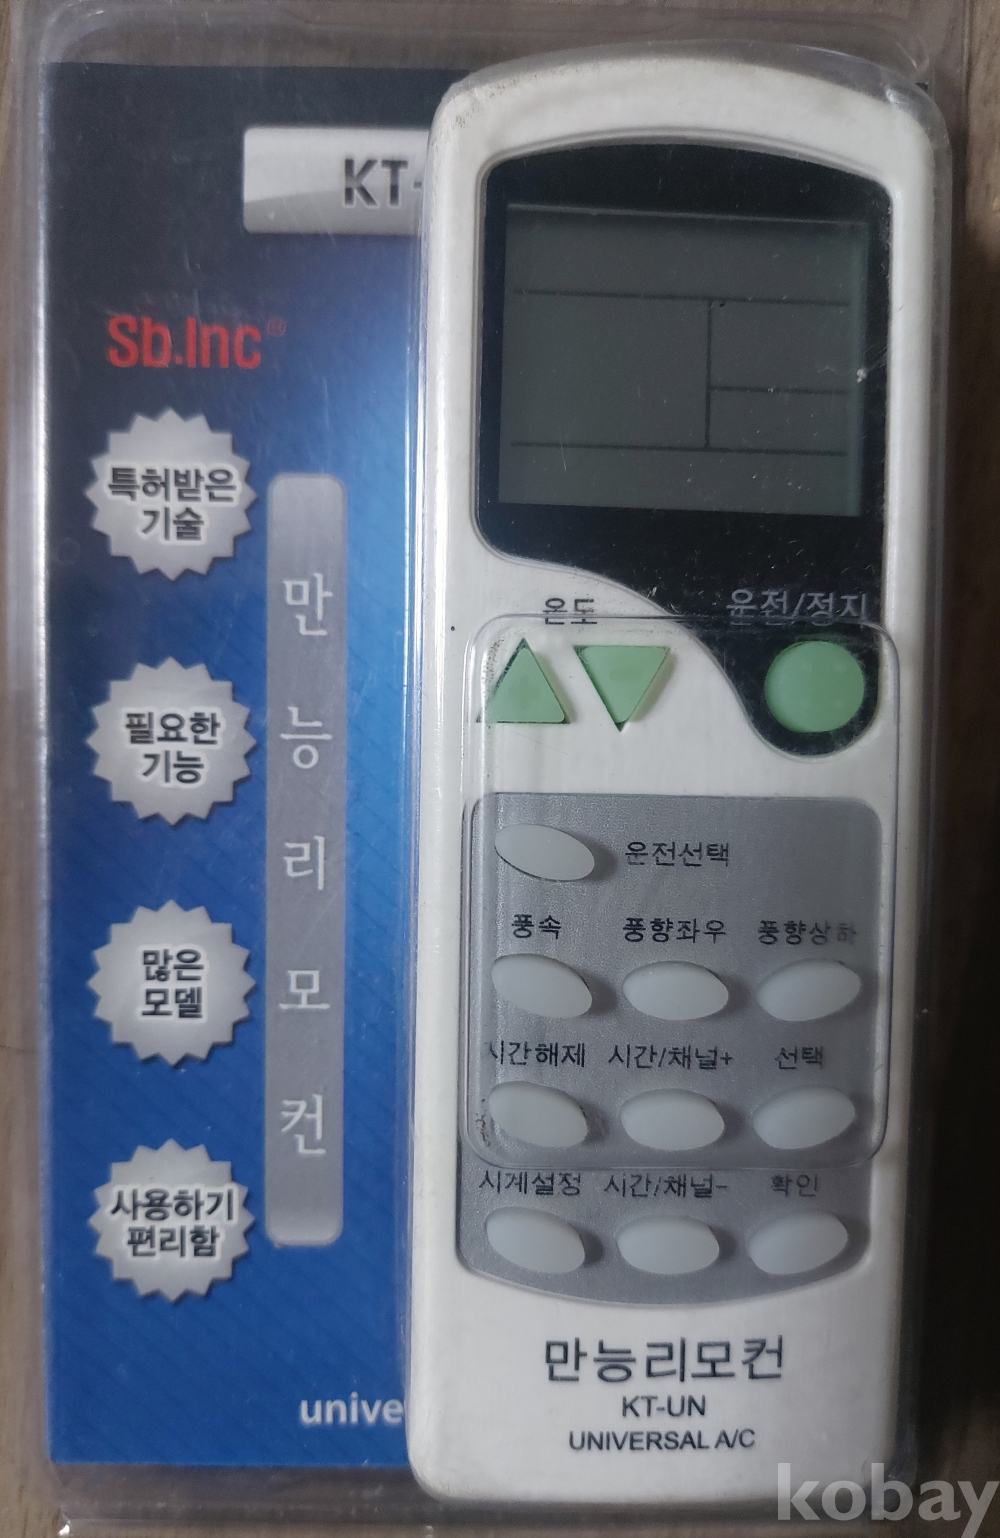 KT-
Sb.Inc®
특허받은
기술
필요한
기능
많은
모델
사용하기
편리함
만능리모컨
unive
온도
운전/정지
운전선택
풍속 풍향좌우 풍향상하
시간해제 시간/채널+ 선택
시계설정 시간/채널- 확인
만능리모컨
KT-UN
UNIVERSAL A/C
kobay